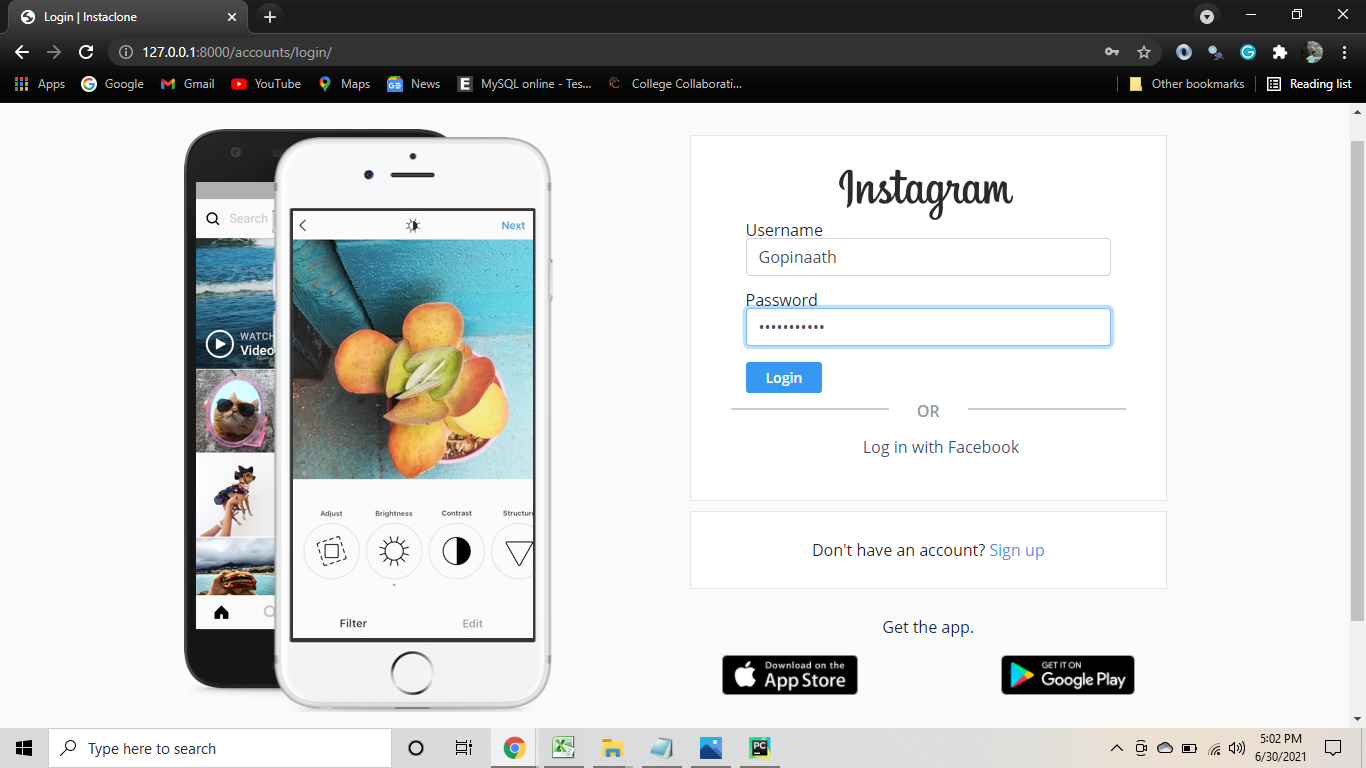 Login | Instaclone
127.0.0.1:8000/accounts/login/
Apps Google Gmail YouTube Maps News MySQL online - Tes... College Collaborati... Other bookmarks Reading list
Search
WATCH
Video
Next
Adjust Brightness Contrast Structure
Filter Edit
Instagram
Username
Gopinaath
Password
•••••••••••
Login
OR
Log in with Facebook
Don't have an account? Sign up
Get the app.
Download on the
App Store
GET IT ON
Google Play
Type here to search
5:02 PM
6/30/2021